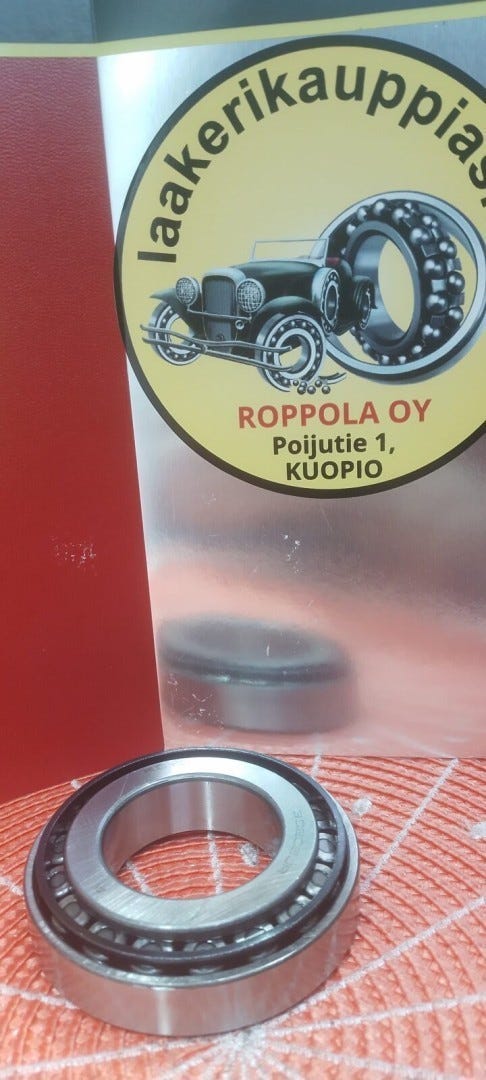 laakerikauppias.
ROPPOLA OY
Poijutie 1,
KUOPIO